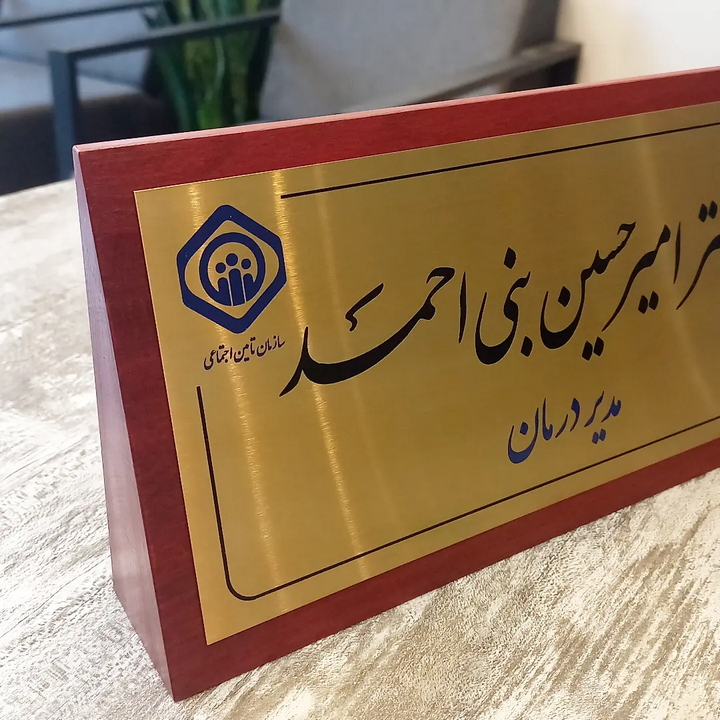 امیرحسین بنی احمد
مدیر درمان
سازمان تامین اجتماعی